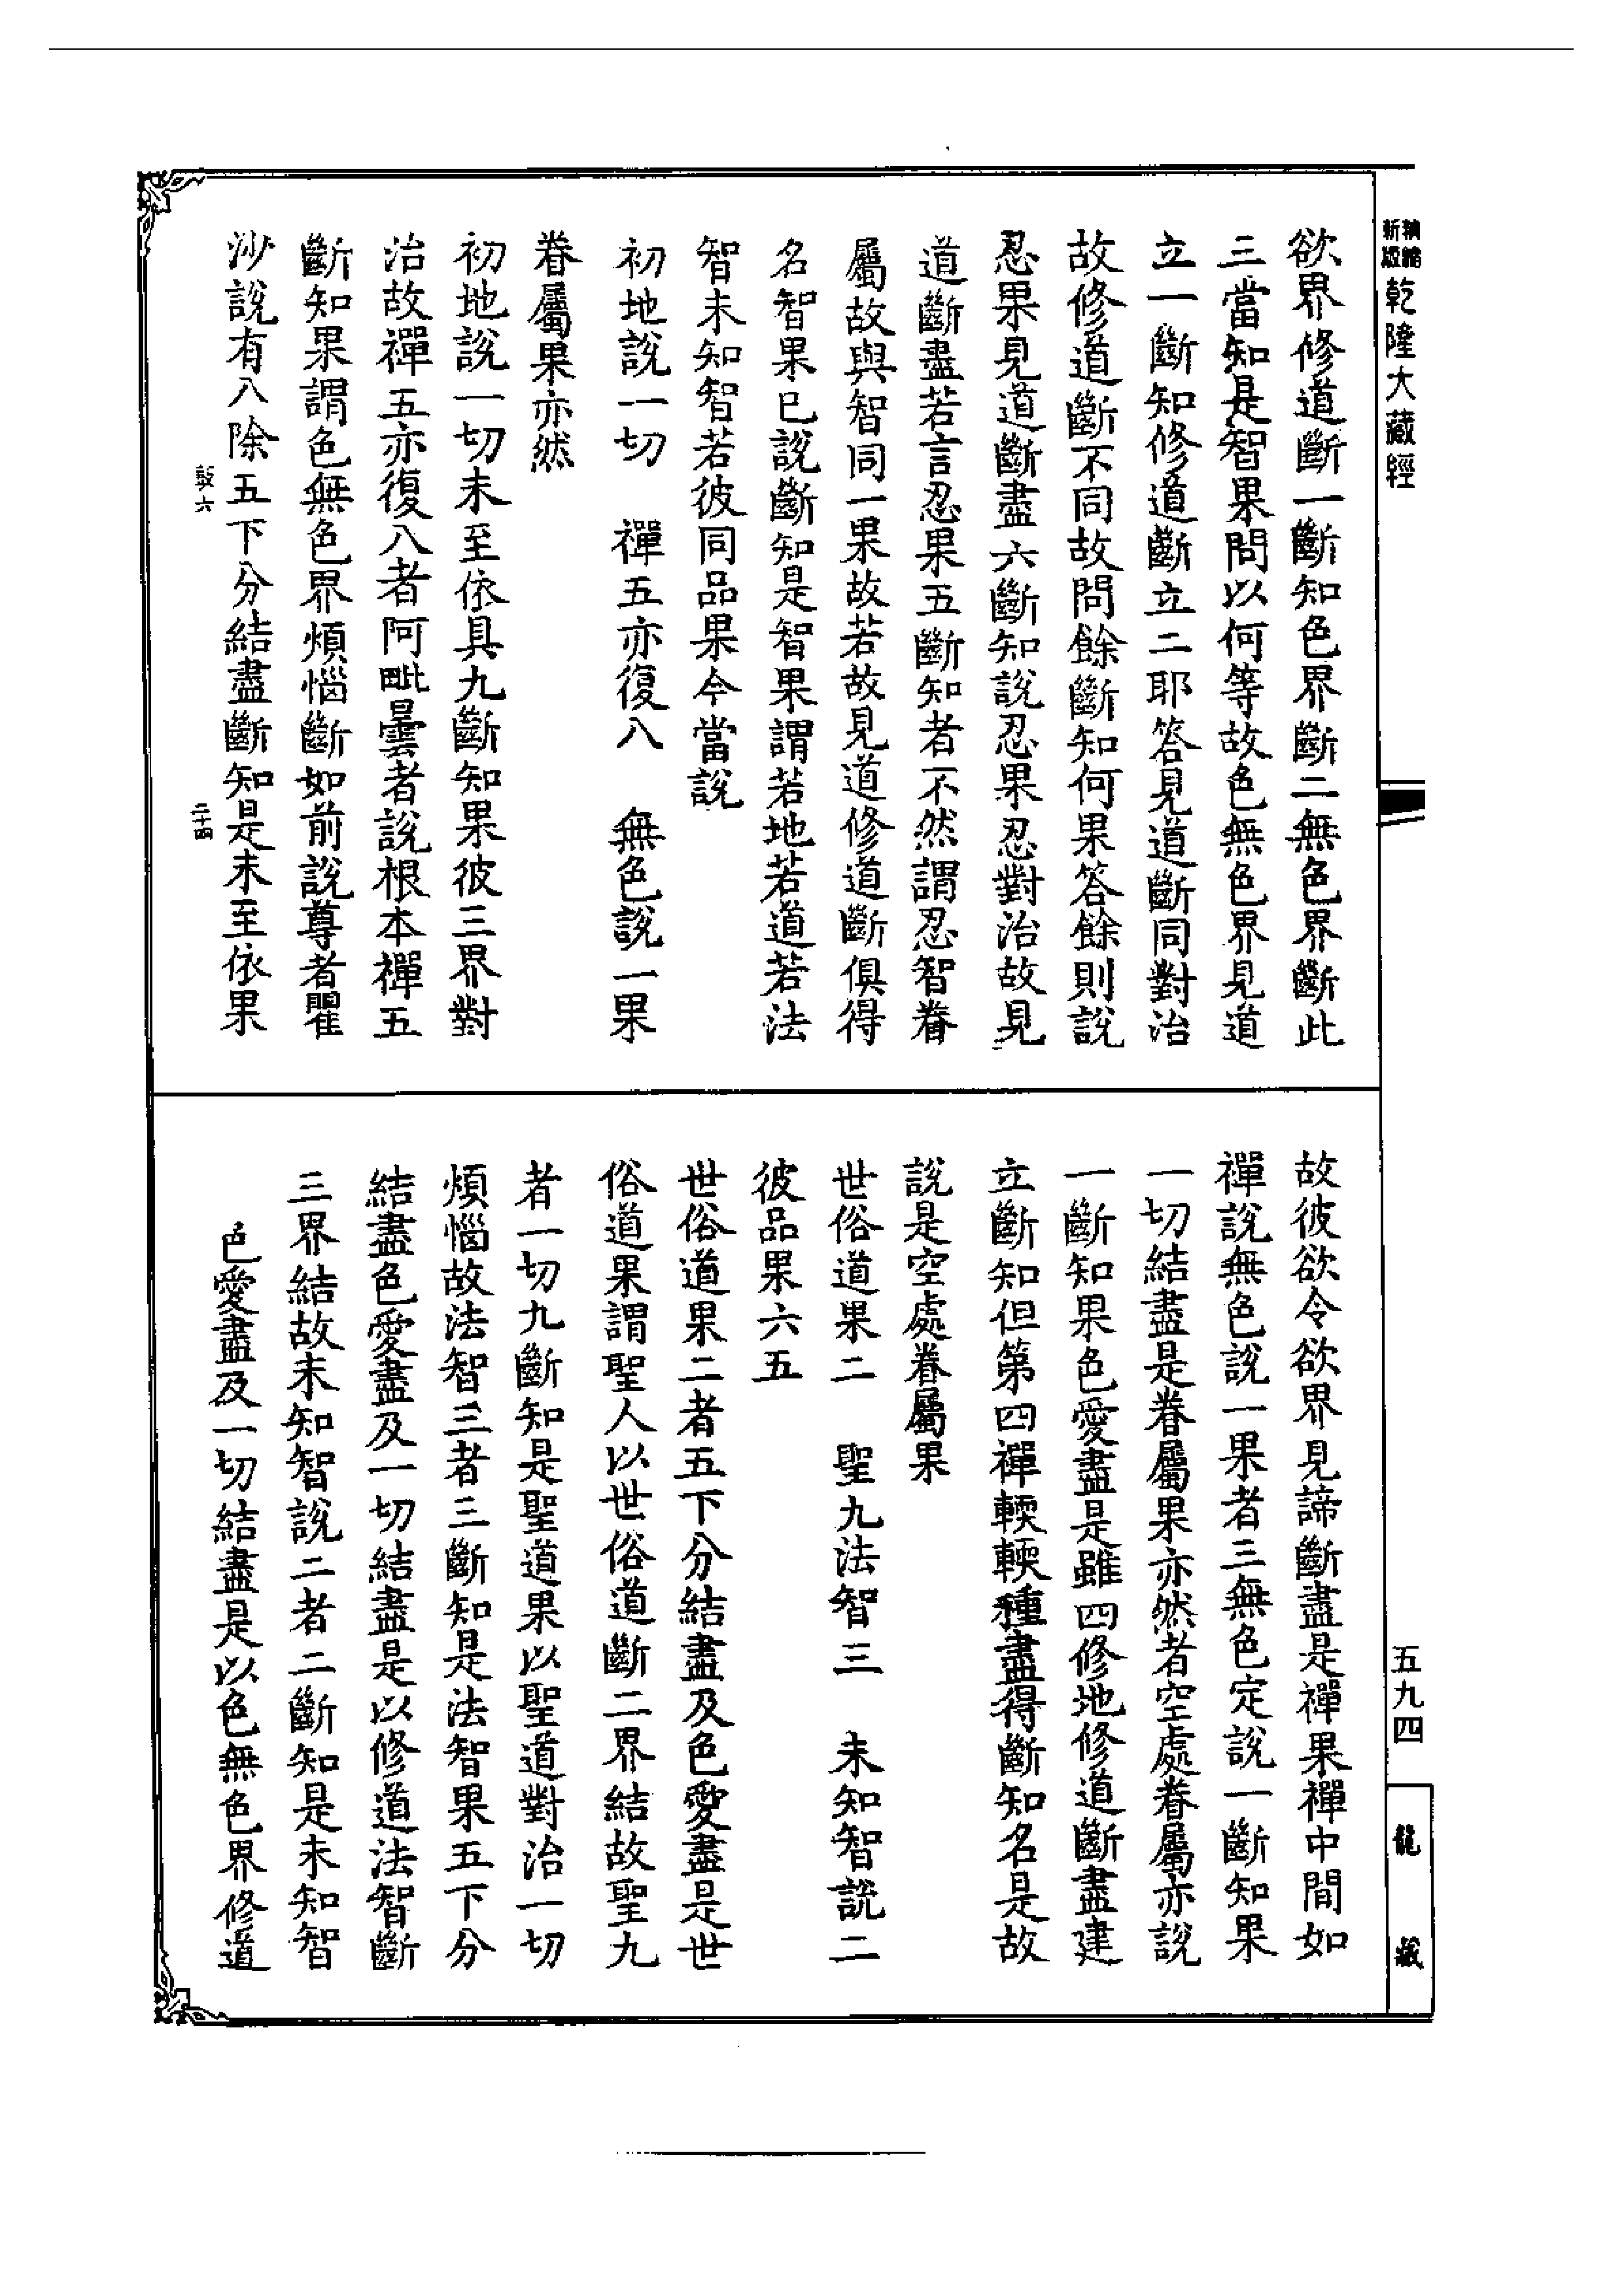 新版
精縮
乾隆大藏經
欲界修道斷一斷知色界斷二無色界斷此
三當知是智果問以何等故色無色界見道
立一斷知修道斷立二耶答見道斷同對治
故修道斷不同故問餘斷知何果答餘則說
忍果見道斷盡六斷知說忍果忍對治故見
道斷盡若言忍果五斷知者不然謂忍智眷
屬故與智同一果故若故見道修道斷俱得
名智果已說斷知是智果謂若地若道若法
智未知智若彼同品果今當說
初地說一切　禪五亦復八　無色說一果
眷屬果亦然
初地說一切未至依具九斷知果彼三界對
治故禪五亦復八者阿毗曇者說根本禪五
斷知果謂色無色界煩惱斷如前說尊者瞿
沙說有八除五下分結盡斷知是未至依果
二十四
故彼欲令欲界見諦斷盡是禪果禪中間如
禪說無色說一果者三無色定說一斷知果
一切結盡是眷屬果亦然者空處眷屬亦說
一斷知果色愛盡是雖四修地修道斷盡建
立斷知但第四禪輭輭種盡得斷知名是故
說是空處眷屬果
世俗道果二　聖九法智三　未知智說二
彼品果六五
世俗道果二者五下分結盡及色愛盡是世
俗道果謂聖人以世俗道斷二界結故聖九
者一切九斷知是聖道果以聖道對治一切
煩惱故法智三者三斷知是法智果五下分
結盡色愛盡及一切結盡是以修道法智斷
三界結故未知智說二者二斷知是未知智
色愛盡及一切結盡是以色無色界修道
五九四
龍藏